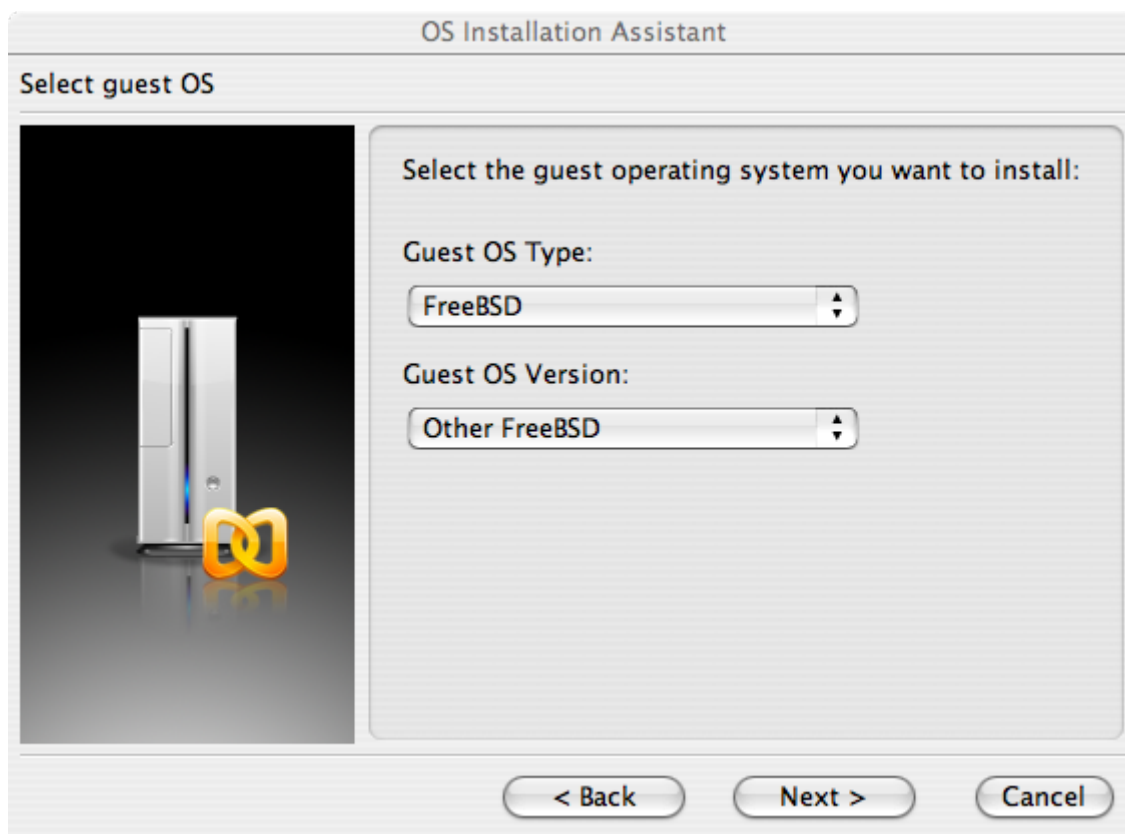 OS Installation Assistant
Select guest OS
Select the guest operating system you want to install:
Guest OS Type:
FreeBSD
Guest OS Version:
Other FreeBSD
< Back Next > Cancel